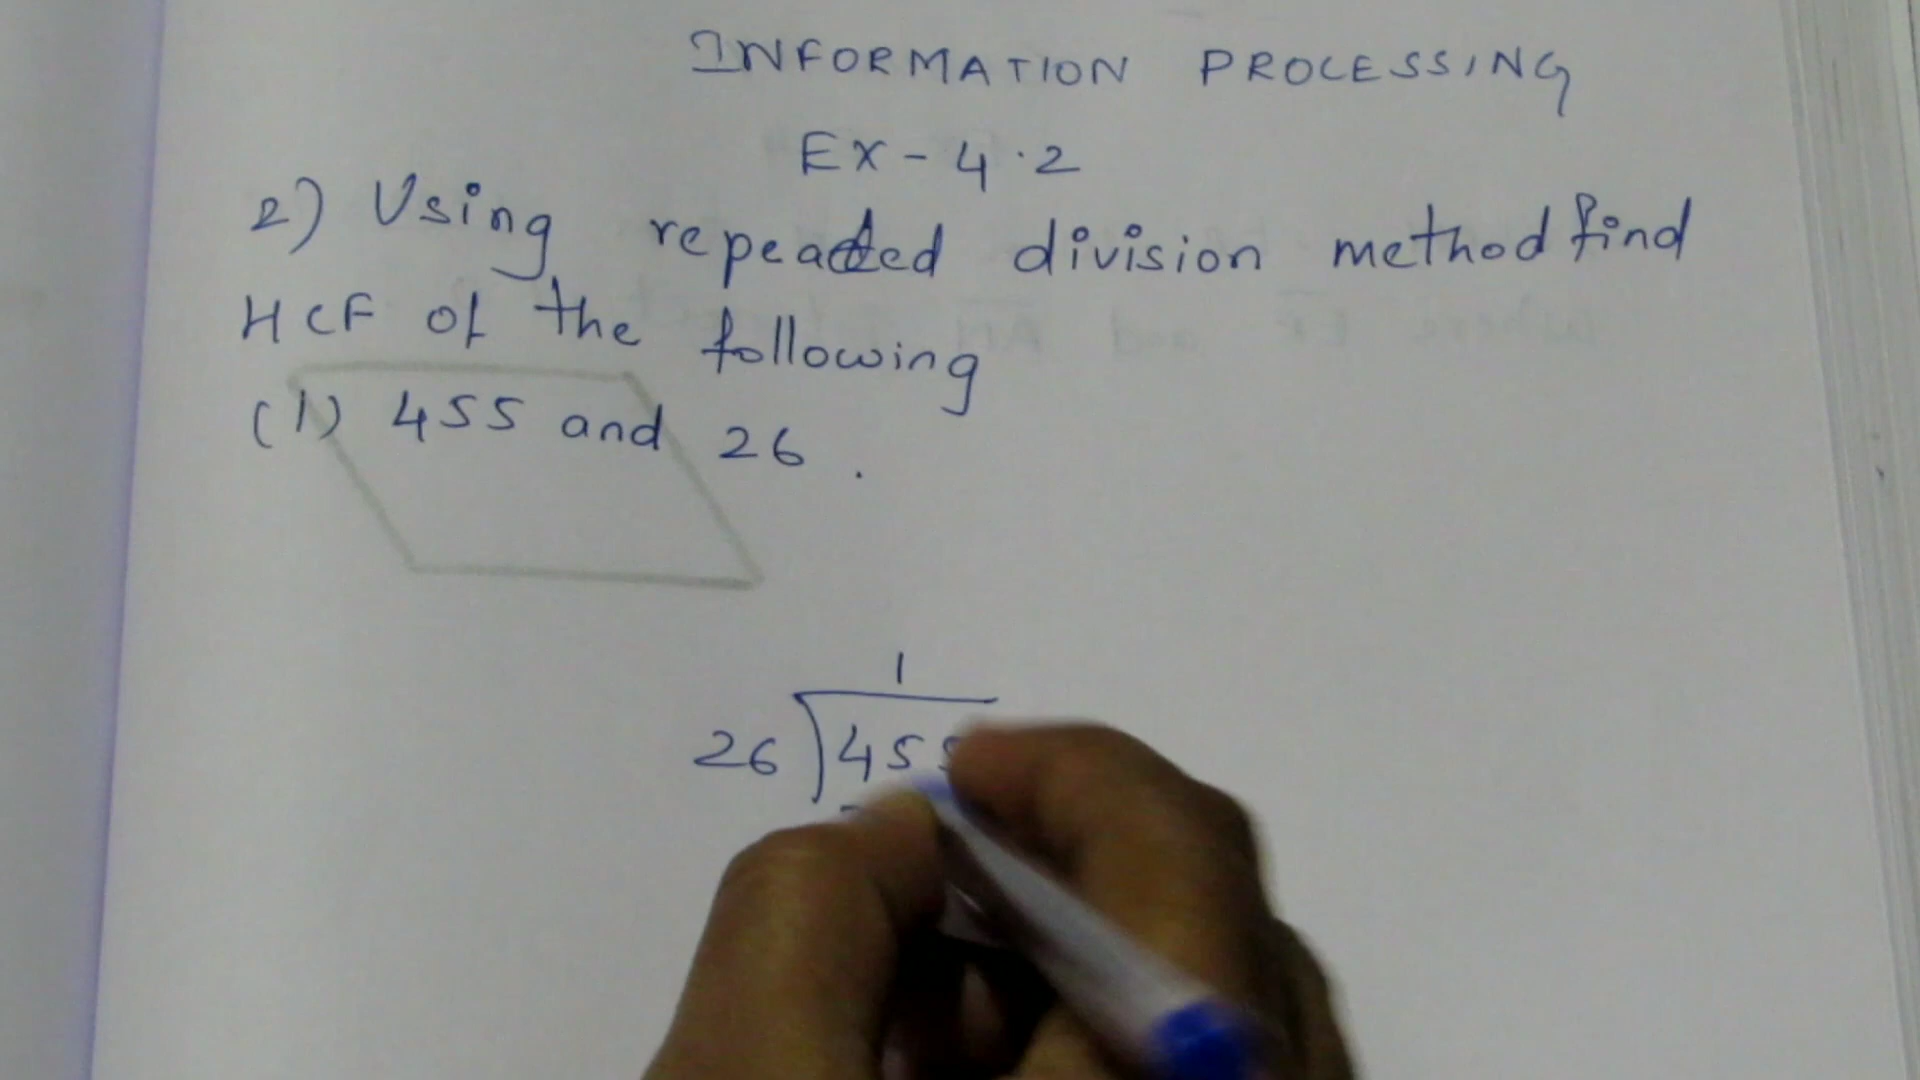 INFORMATION PROCESSING
Ex - 4.2
2) Using repeated division method find
HCF of the following
(1) 455 and 26.
1
26 455